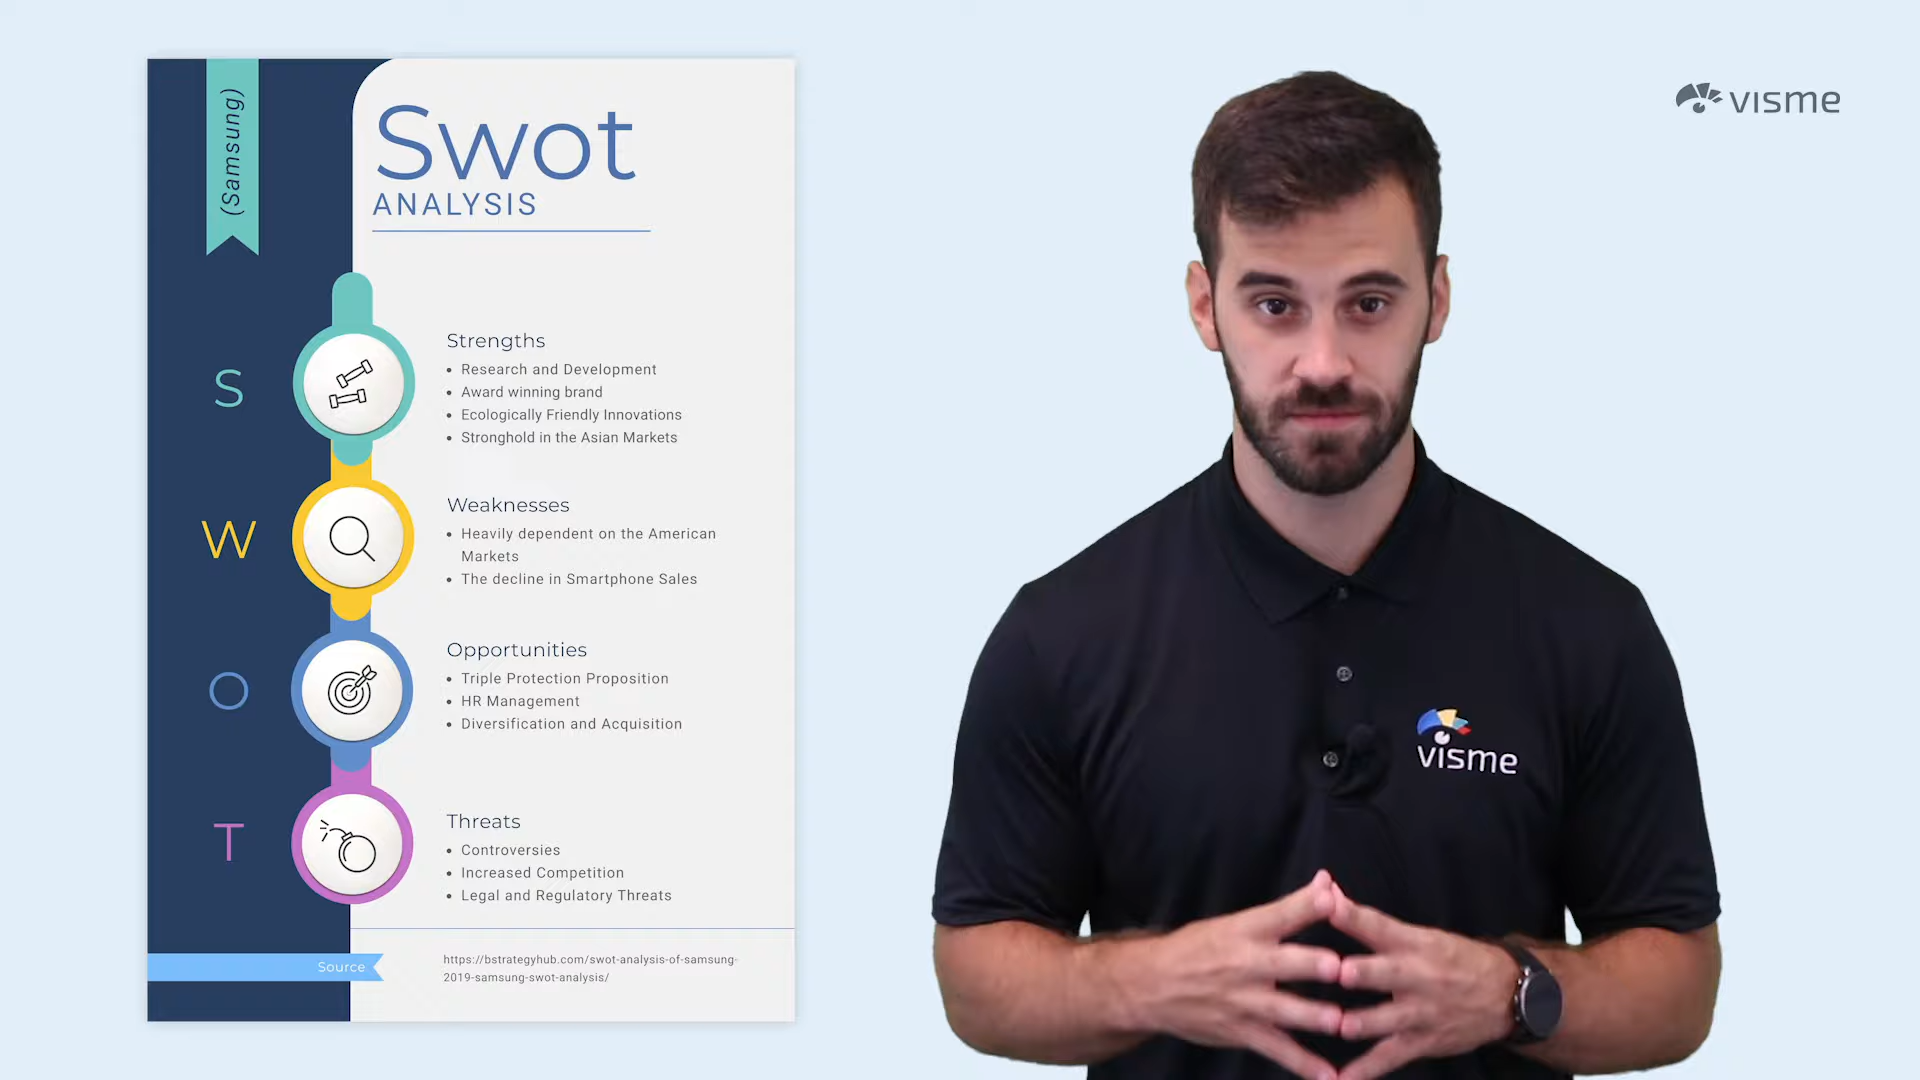 (Samsung)
Swot
ANALYSIS
S
Strengths
• Research and Development
• Award winning brand
• Ecologically Friendly Innovations
• Stronghold in the Asian Markets
W
Weaknesses
• Heavily dependent on the American
Markets
• The decline in Smartphone Sales
O
Opportunities
• Triple Protection Proposition
• HR Management
• Diversification and Acquisition
T
Threats
• Controversies
• Increased Competition
• Legal and Regulatory Threats
Source
https://bstrategyhub.com/swot-analysis-of-samsung-
2019-samsung-swot-analysis/
visme
visme